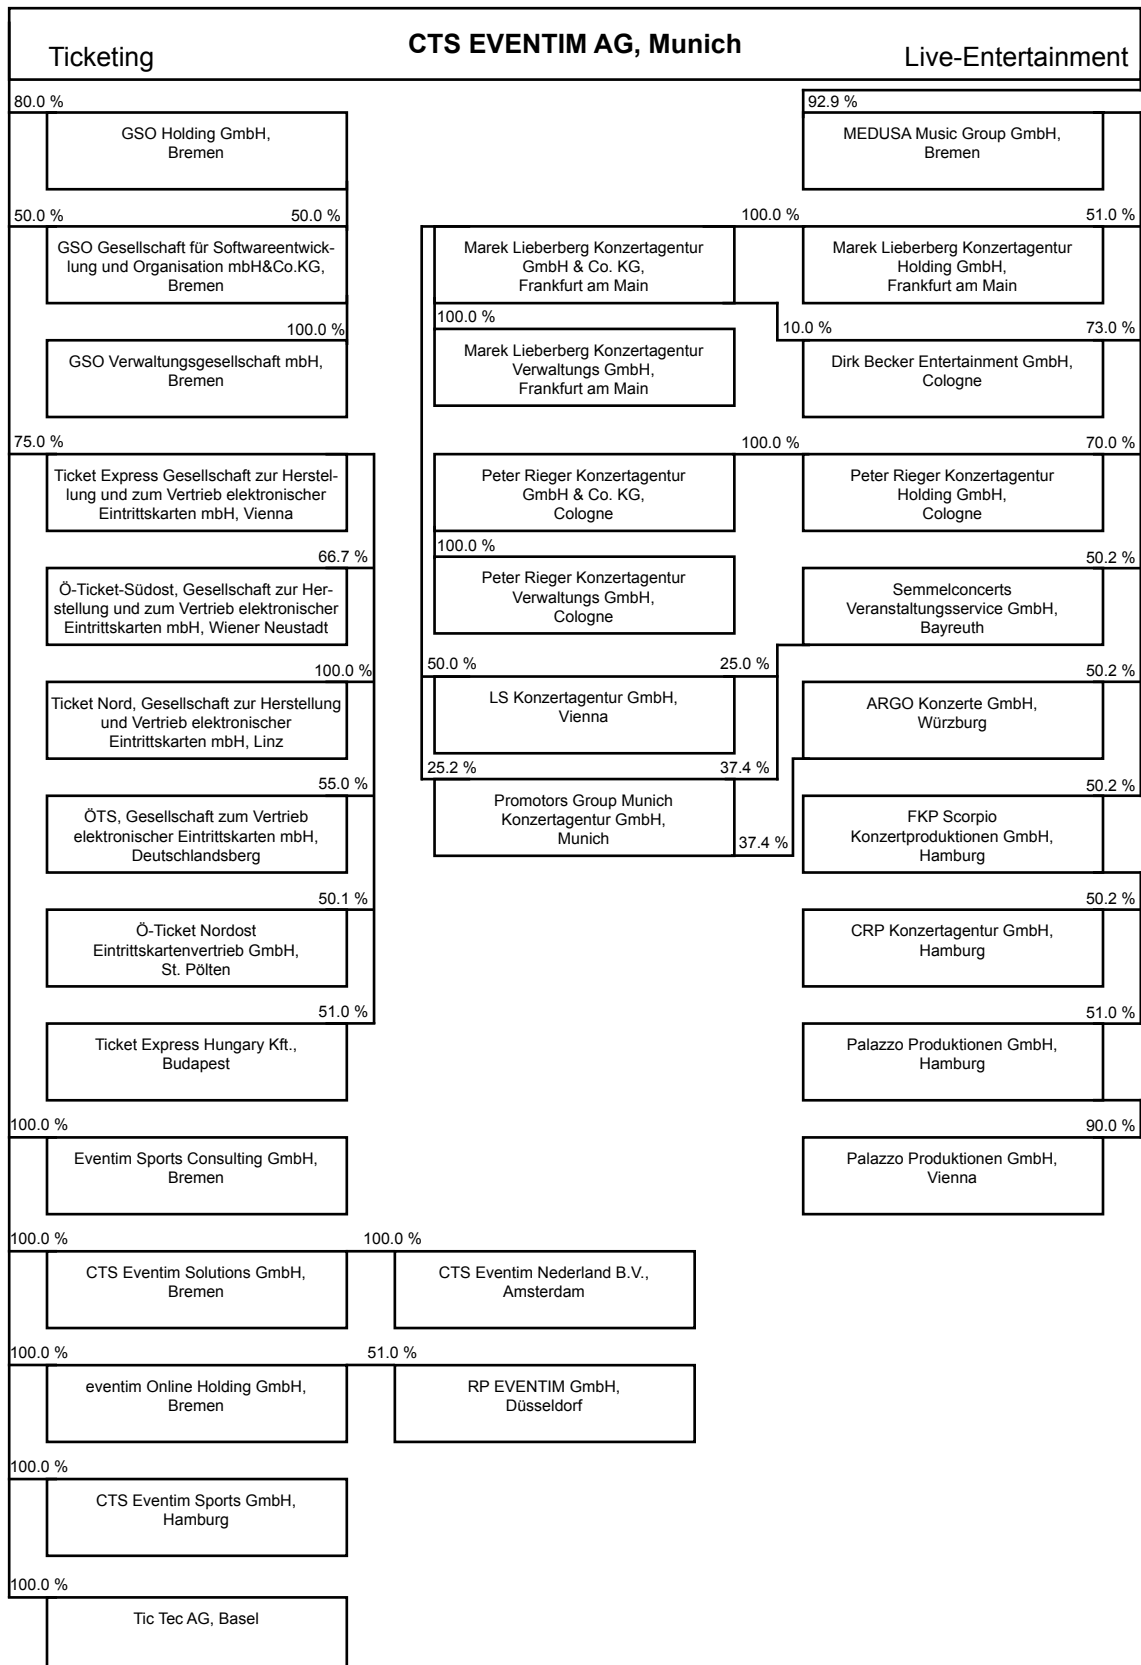 CTS EVENTIM AG, Munich
Ticketing
Live-Entertainment
80.0 %
GSO Holding GmbH,
Bremen
50.0 %
50.0 %
GSO Gesellschaft für Softwareentwick-
lung und Organisation mbH&Co.KG,
Bremen
100.0 %
GSO Verwaltungsgesellschaft mbH,
Bremen
75.0 %
Ticket Express Gesellschaft zur Herstel-
lung und zum Vertrieb elektronischer
Eintrittskarten mbH, Vienna
66.7 %
Ö-Ticket-Südost, Gesellschaft zur Her-
stellung und zum Vertrieb elektronischer
Eintrittskarten mbH, Wiener Neustadt
100.0 %
Ticket Nord, Gesellschaft zur Herstellung
und Vertrieb elektronischer
Eintrittskarten mbH, Linz
55.0 %
ÖTS, Gesellschaft zum Vertrieb
elektronischer Eintrittskarten mbH,
Deutschlandsberg
50.1 %
Ö-Ticket Nordost
Eintrittskartenvertrieb GmbH,
St. Pölten
51.0 %
Ticket Express Hungary Kft.,
Budapest
100.0 %
Eventim Sports Consulting GmbH,
Bremen
100.0 %
CTS Eventim Solutions GmbH,
Bremen
100.0 %
CTS Eventim Nederland B.V.,
Amsterdam
100.0 %
eventim Online Holding GmbH,
Bremen
51.0 %
RP EVENTIM GmbH,
Düsseldorf
100.0 %
CTS Eventim Sports GmbH,
Hamburg
100.0 %
Tic Tec AG, Basel
100.0 %
Marek Lieberberg Konzertagentur
GmbH & Co. KG,
Frankfurt am Main
100.0 %
Marek Lieberberg Konzertagentur
Verwaltungs GmbH,
Frankfurt am Main
100.0 %
Peter Rieger Konzertagentur
GmbH & Co. KG,
Cologne
100.0 %
Peter Rieger Konzertagentur
Verwaltungs GmbH,
Cologne
50.0 %
25.0 %
LS Konzertagentur GmbH,
Vienna
25.2 %
37.4 %
Promotors Group Munich
Konzertagentur GmbH,
Munich
37.4 %
92.9 %
MEDUSA Music Group GmbH,
Bremen
51.0 %
Marek Lieberberg Konzertagentur
Holding GmbH,
Frankfurt am Main
10.0 %
73.0 %
Dirk Becker Entertainment GmbH,
Cologne
70.0 %
Peter Rieger Konzertagentur
Holding GmbH,
Cologne
50.2 %
Semmelconcerts
Veranstaltungsservice GmbH,
Bayreuth
50.2 %
ARGO Konzerte GmbH,
Würzburg
50.2 %
FKP Scorpio
Konzertproduktionen GmbH,
Hamburg
50.2 %
CRP Konzertagentur GmbH,
Hamburg
51.0 %
Palazzo Produktionen GmbH,
Hamburg
90.0 %
Palazzo Produktionen GmbH,
Vienna